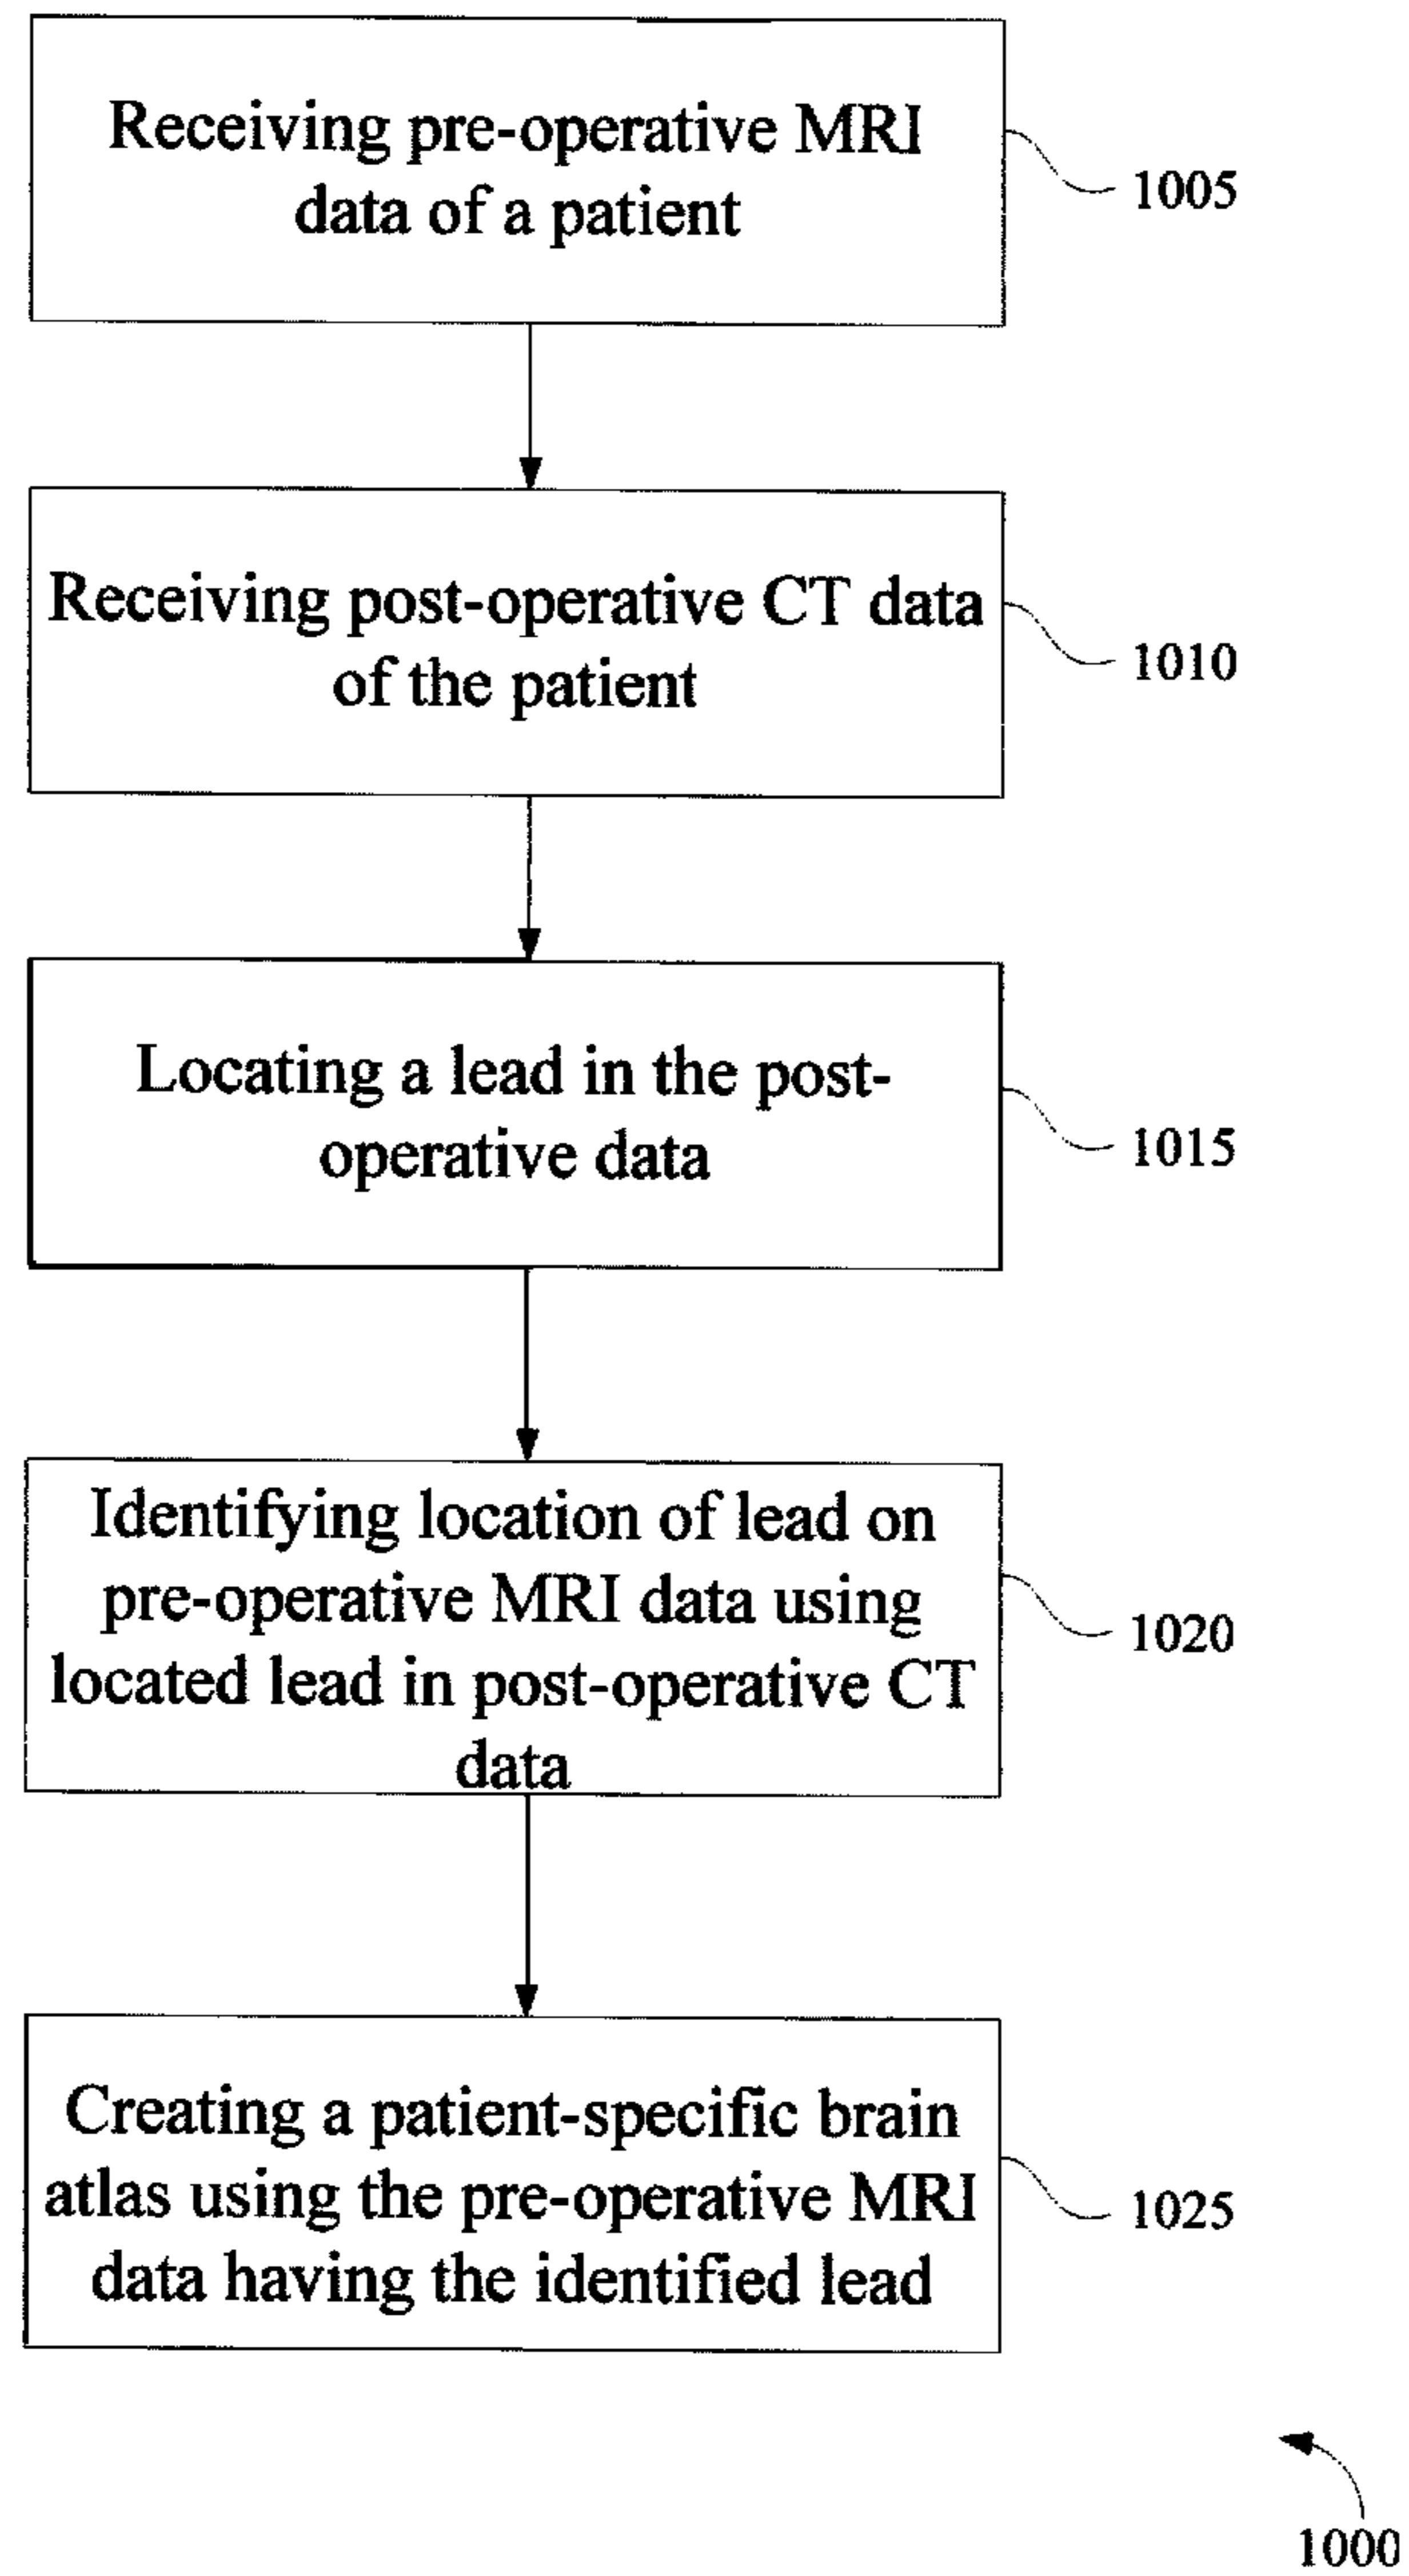 Receiving pre-operative MRI
data of a patient
1005
Receiving post-operative CT data
of the patient
1010
Locating a lead in the post-
operative data
1015
Identifying location of lead on
pre-operative MRI data using
located lead in post-operative CT
data
1020
Creating a patient-specific brain
atlas using the pre-operative MRI
data having the identified lead
1025
1000